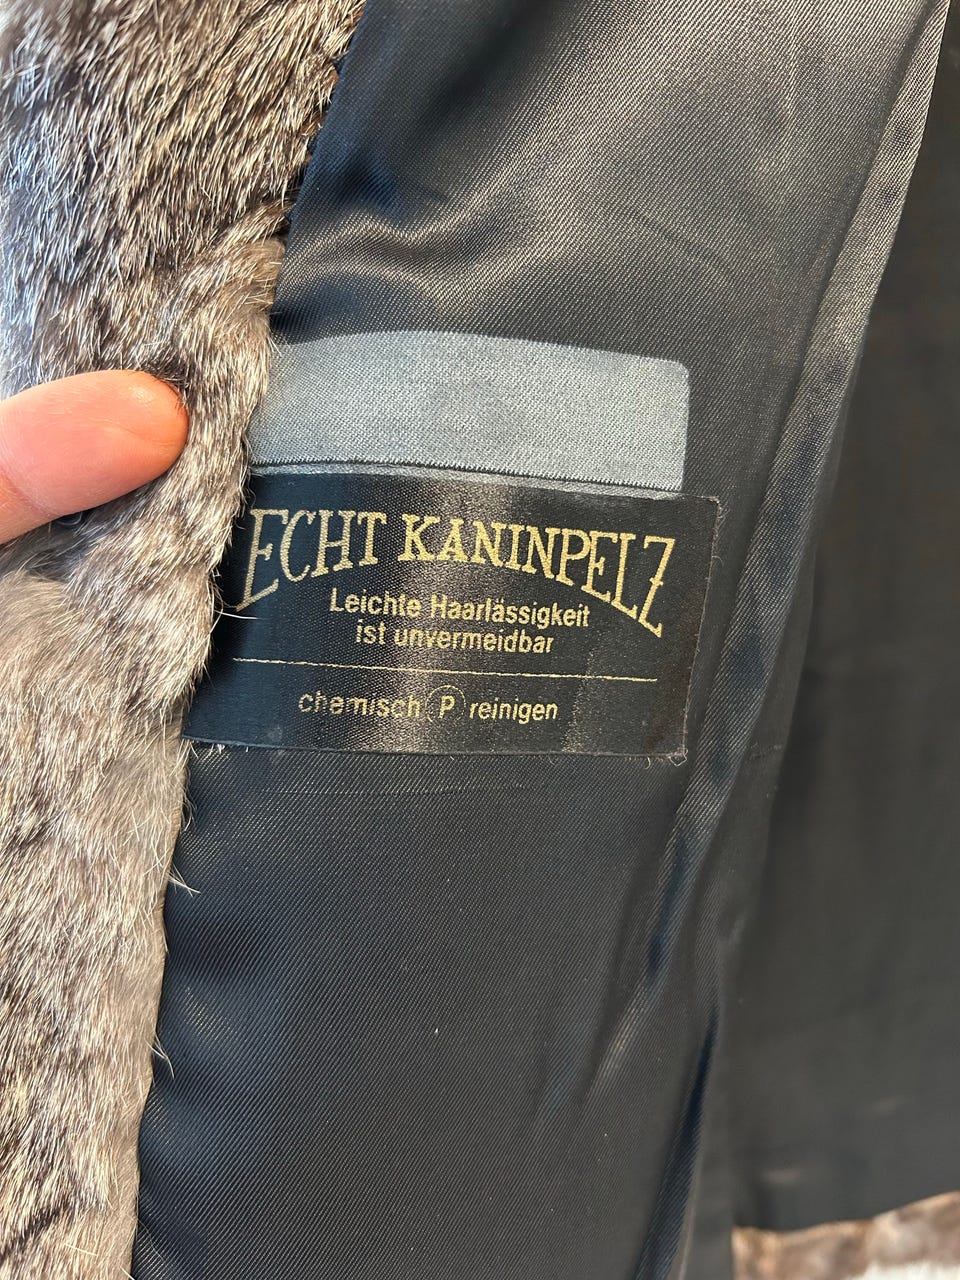 ECHT KANINPELZ
Leichte Haarlässigkeit
ist unvermeidbar
chemisch P reinigen